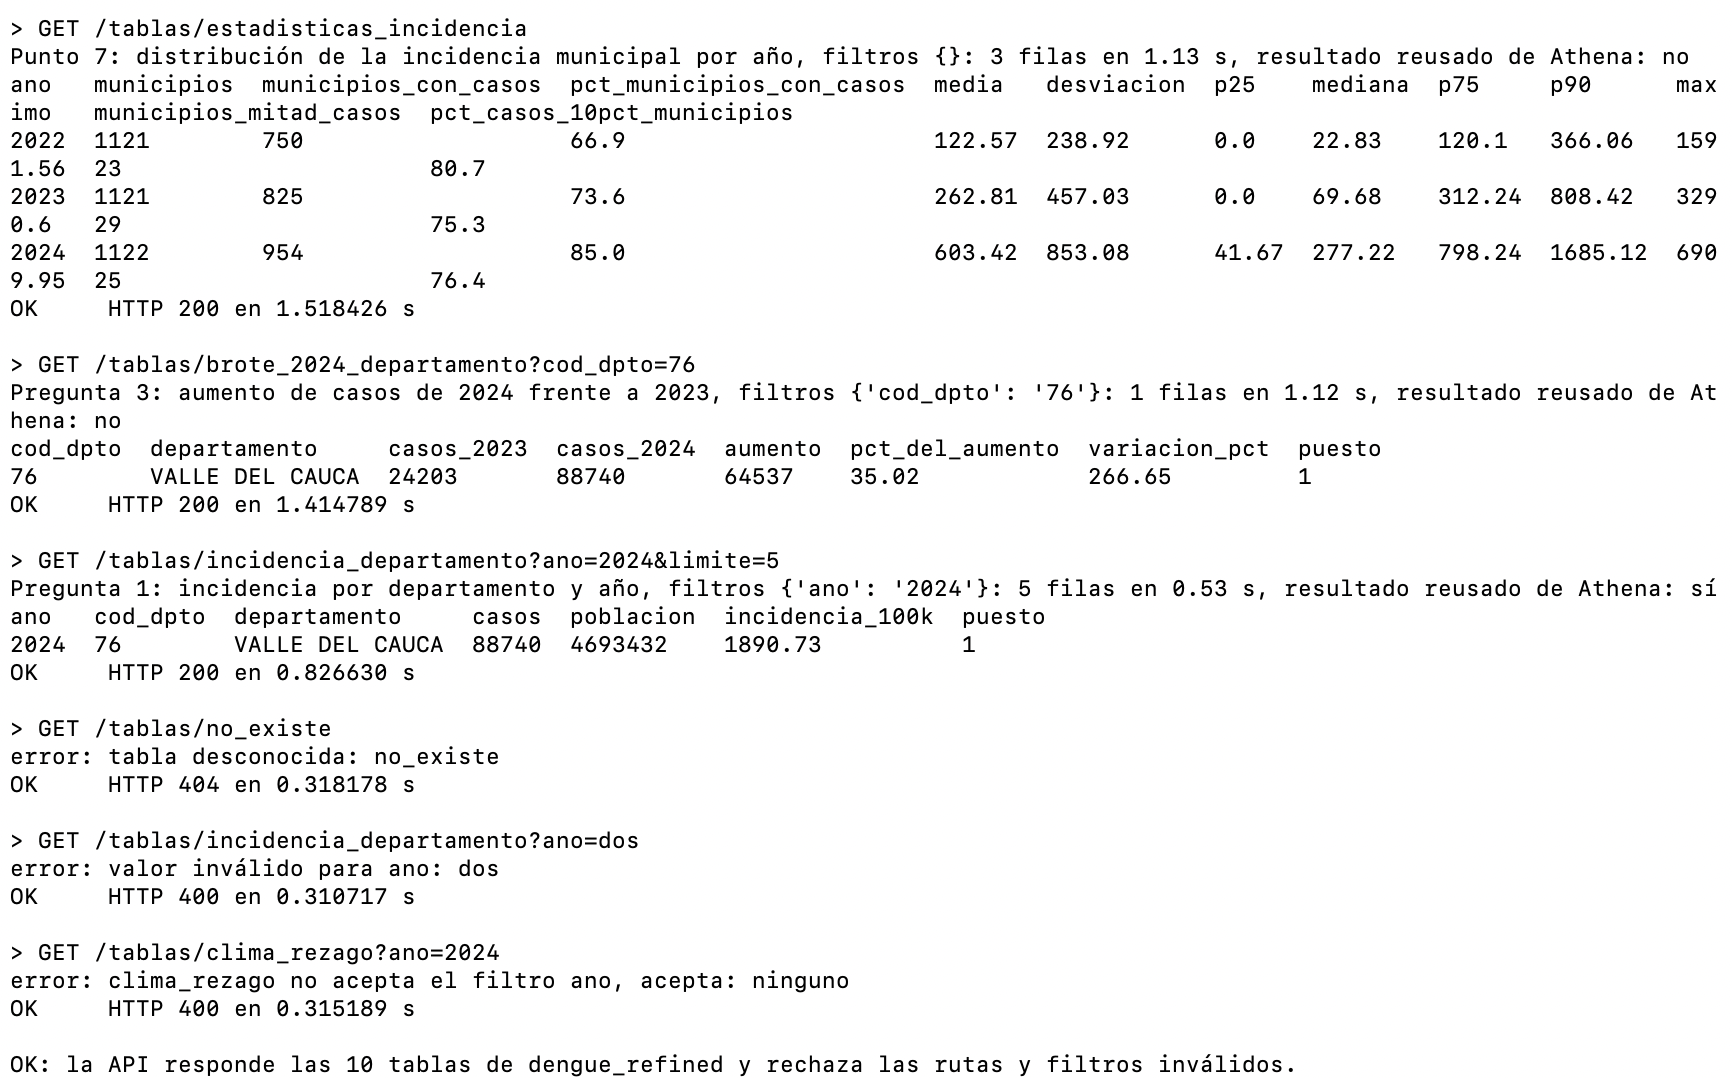 > GET /tablas/estadisticas_incidencia
Punto 7: distribución de la incidencia municipal por año, filtros {}: 3 filas en 1.13 s, resultado reusado de Athena: no
ano   municipios  municipios_con_casos  pct_municipios_con_casos  media   desviacion  p25    mediana  p75     p90      max
imo   municipios_mitad_casos  pct_casos_10pct_municipios
2022  1121        750                   66.9                      122.57  238.92      0.0    22.83    120.1   366.06   159
1.56  23                      80.7
2023  1121        825                   73.6                      262.81  457.03      0.0    69.68    312.24  808.42   329
0.6   29                      75.3
2024  1122        954                   85.0                      603.42  853.08      41.67  277.22   798.24  1685.12  690
9.95  25                      76.4
OK     HTTP 200 en 1.518426 s
> GET /tablas/brote_2024_departamento?cod_dpto=76
Pregunta 3: aumento de casos de 2024 frente a 2023, filtros {'cod_dpto': '76'}: 1 filas en 1.12 s, resultado reusado de At
hena: no
cod_dpto  departamento     casos_2023  casos_2024  aumento  pct_del_aumento  variacion_pct  puesto
76        VALLE DEL CAUCA  24203       88740       64537    35.02            266.65         1
OK     HTTP 200 en 1.414789 s
> GET /tablas/incidencia_departamento?ano=2024&limite=5
Pregunta 1: incidencia por departamento y año, filtros {'ano': '2024'}: 5 filas en 0.53 s, resultado reusado de Athena: sí
ano   cod_dpto  departamento     casos  poblacion  incidencia_100k  puesto
2024  76        VALLE DEL CAUCA  88740  4693432    1890.73          1
OK     HTTP 200 en 0.826630 s
> GET /tablas/no_existe
error: tabla desconocida: no_existe
OK     HTTP 404 en 0.318178 s
> GET /tablas/incidencia_departamento?ano=dos
error: valor inválido para ano: dos
OK     HTTP 400 en 0.310717 s
> GET /tablas/clima_rezago?ano=2024
error: clima_rezago no acepta el filtro ano, acepta: ninguno
OK     HTTP 400 en 0.315189 s
OK: la API responde las 10 tablas de dengue_refined y rechaza las rutas y filtros inválidos.